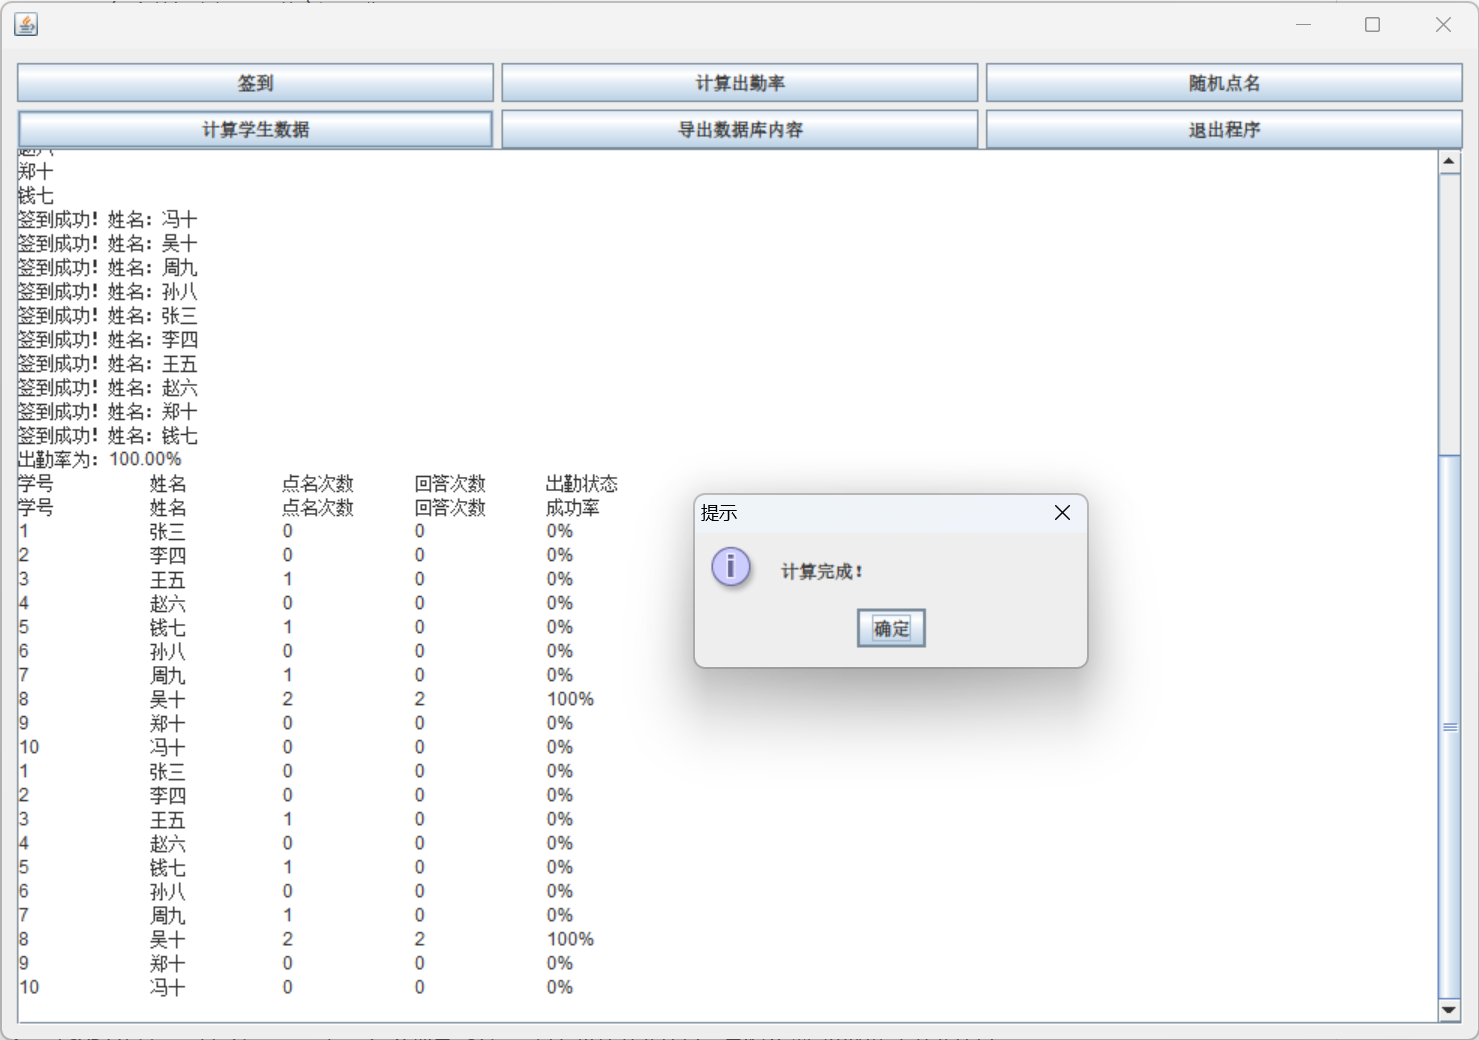 签到 计算出勤率 随机点名
计算学生数据 导出数据库内容 退出程序
郑十
钱七
签到成功！姓名：冯十
签到成功！姓名：吴十
签到成功！姓名：周九
签到成功！姓名：孙八
签到成功！姓名：张三
签到成功！姓名：李四
签到成功！姓名：王五
签到成功！姓名：赵六
签到成功！姓名：郑十
签到成功！姓名：钱七
出勤率为：100.00%
学号 姓名 点名次数 回答次数 出勤状态
学号 姓名 点名次数 回答次数 成功率
1 张三 0 0 0%
2 李四 0 0 0%
3 王五 1 0 0%
4 赵六 0 0 0%
5 钱七 1 0 0%
6 孙八 0 0 0%
7 周九 1 0 0%
8 吴十 2 2 100%
9 郑十 0 0 0%
10 冯十 0 0 0%
1 张三 0 0 0%
2 李四 0 0 0%
3 王五 1 0 0%
4 赵六 0 0 0%
5 钱七 1 0 0%
6 孙八 0 0 0%
7 周九 1 0 0%
8 吴十 2 2 100%
9 郑十 0 0 0%
10 冯十 0 0 0%
提示
计算完成！
确定